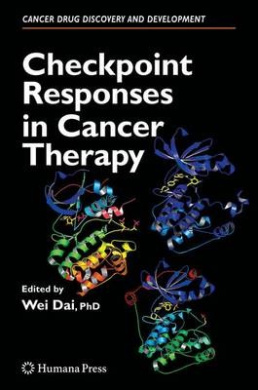 CANCER DRUG DISCOVERY AND DEVELOPMENT
Checkpoint
Responses
in Cancer
Therapy
Edited by
Wei Dai, PhD
Humana Press